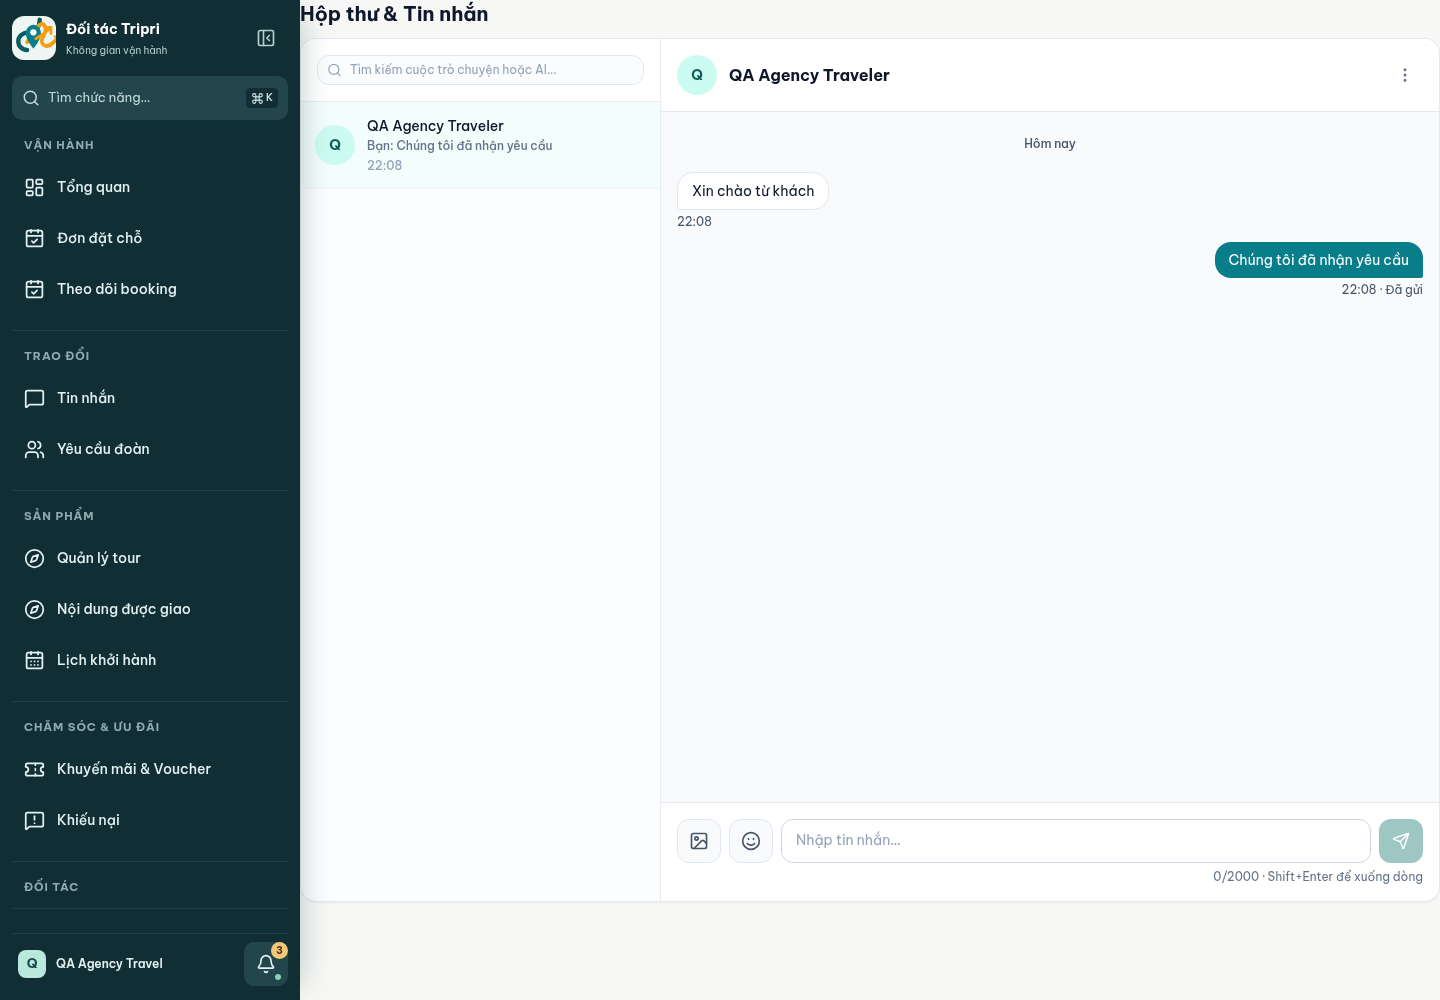 Đối tác Tripri
Không gian vận hành
Tìm chức năng...
⌘K
VẬN HÀNH
Tổng quan
Đơn đặt chỗ
Theo dõi booking
TRAO ĐỔI
Tin nhắn
Yêu cầu đoàn
SẢN PHẨM
Quản lý tour
Nội dung được giao
Lịch khởi hành
CHĂM SÓC & ƯU ĐÃI
Khuyến mãi & Voucher
Khiếu nại
ĐỐI TÁC
Q
QA Agency Travel
3
Hộp thư & Tin nhắn
Tìm kiếm cuộc trò chuyện hoặc AI...
Q
QA Agency Traveler
Bạn: Chúng tôi đã nhận yêu cầu
22:08
Q
QA Agency Traveler
Hôm nay
Xin chào từ khách
22:08
Chúng tôi đã nhận yêu cầu
22:08 · Đã gửi
Nhập tin nhắn...
0/2000 · Shift+Enter để xuống dòng